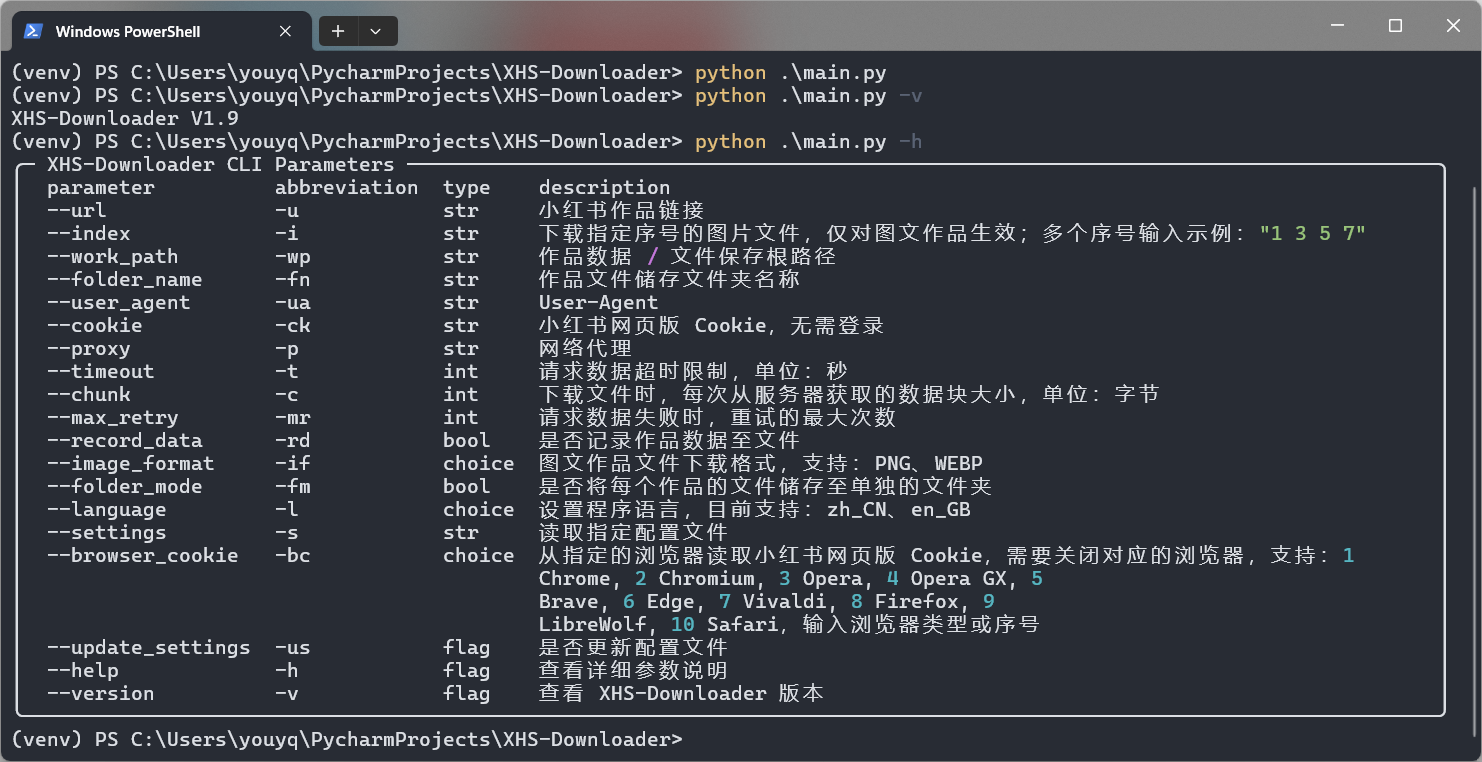 Windows PowerShell
(venv) PS C:\Users\youyq\PycharmProjects\XHS-Downloader> python .\main.py
(venv) PS C:\Users\youyq\PycharmProjects\XHS-Downloader> python .\main.py -v
XHS-Downloader V1.9
(venv) PS C:\Users\youyq\PycharmProjects\XHS-Downloader> python .\main.py -h
XHS-Downloader CLI Parameters
parameter abbreviation type description
--url -u str 小红书作品链接
--index -i str 下载指定序号的图片文件，仅对图文作品生效；多个序号输入示例："1 3 5 7"
--work_path -wp str 作品数据 / 文件保存根路径
--folder_name -fn str 作品文件储存文件夹名称
--user_agent -ua str User-Agent
--cookie -ck str 小红书网页版 Cookie，无需登录
--proxy -p str 网络代理
--timeout -t int 请求数据超时限制，单位：秒
--chunk -c int 下载文件时，每次从服务器获取的数据块大小，单位：字节
--max_retry -mr int 请求数据失败时，重试的最大次数
--record_data -rd bool 是否记录作品数据至文件
--image_format -if choice 图文作品文件下载格式，支持：PNG、WEBP
--folder_mode -fm bool 是否将每个作品的文件储存至单独的文件夹
--language -l choice 设置程序语言，目前支持：zh_CN、en_GB
--settings -s str 读取指定配置文件
--browser_cookie -bc choice 从指定的浏览器读取小红书网页版 Cookie，需要关闭对应的浏览器，支持：1
Chrome, 2 Chromium, 3 Opera, 4 Opera GX, 5
Brave, 6 Edge, 7 Vivaldi, 8 Firefox, 9
LibreWolf, 10 Safari，输入浏览器类型或序号
--update_settings -us flag 是否更新配置文件
--help -h flag 查看详细参数说明
--version -v flag 查看 XHS-Downloader 版本
(venv) PS C:\Users\youyq\PycharmProjects\XHS-Downloader>